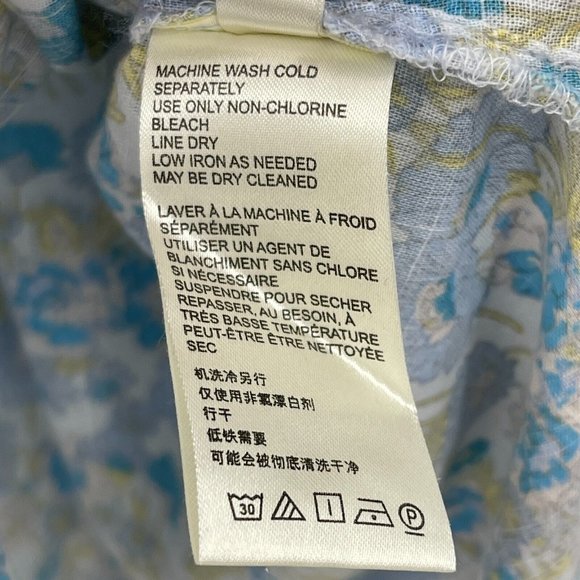 MACHINE WASH COLD
SEPARATELY
USE ONLY NON-CHLORINE
BLEACH
LINE DRY
LOW IRON AS NEEDED
MAY BE DRY CLEANED
LAVER À LA MACHINE À FROID
SÉPARÉMENT
UTILISER UN AGENT DE
BLANCHIMENT SANS CHLORE
SI NÉCESSAIRE
SUSPENDRE POUR SECHER
REPASSER, AU BESOIN, À
TRÈS BASSE TEMPÉRATURE
PEUT-ÊTRE ÊTRE NETTOYÉE
SEC
机洗冷另行
仅使用非氯漂白剂
行干
低铁需要
可能会被彻底清洗干净
30 P